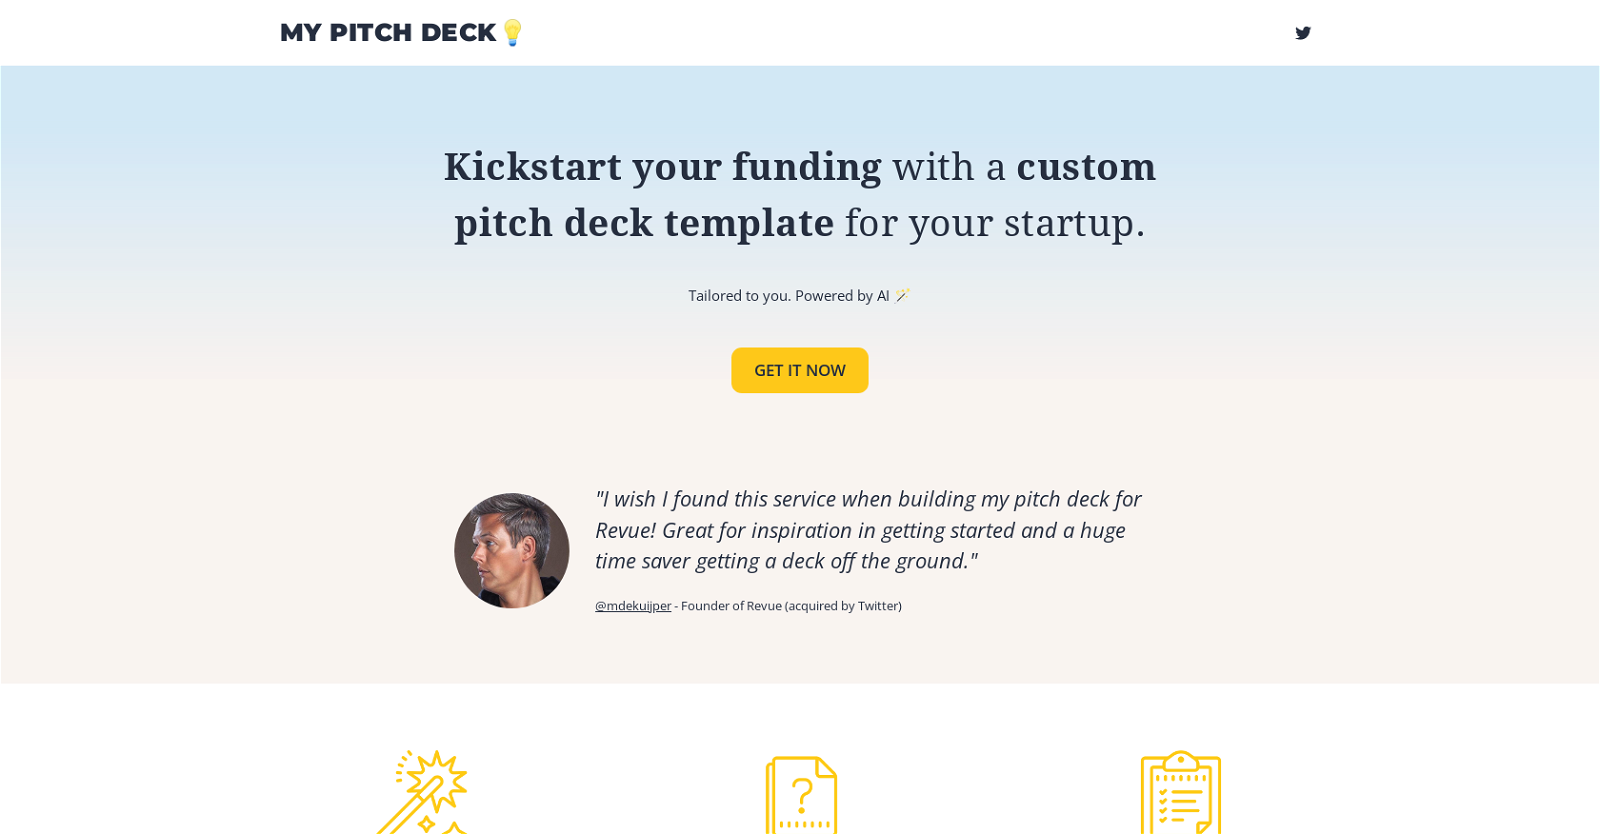 MY PITCH DECK💡
Kickstart your funding with a custom
pitch deck template for your startup.
Tailored to you. Powered by AI 🪄
GET IT NOW
"I wish I found this service when building my pitch deck for
Revue! Great for inspiration in getting started and a huge
time saver getting a deck off the ground."
@mdekuijper - Founder of Revue (acquired by Twitter)
?